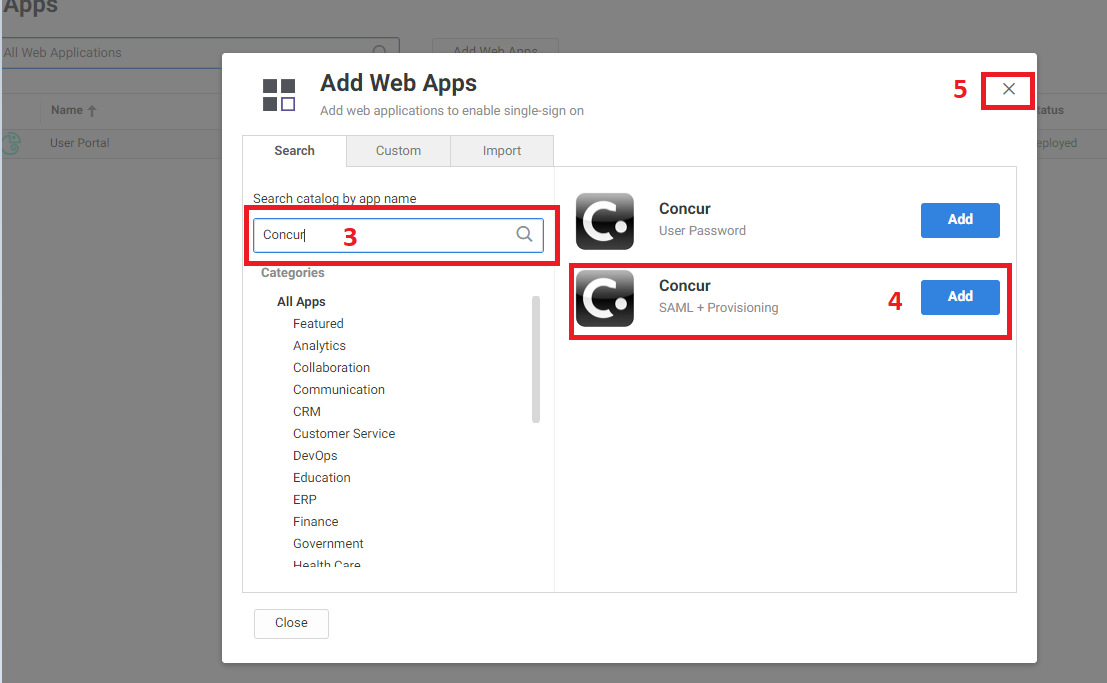 Apps
All Web Applications
Add Web Apps
Name
Status
User Portal
Deployed
Add Web Apps
Add web applications to enable single-sign on
5
Search
Custom
Import
Search catalog by app name
Concur
3
Categories
All Apps
Featured
Analytics
Collaboration
Communication
CRM
Customer Service
DevOps
Education
ERP
Finance
Government
Health Care
Concur
User Password
Add
Concur
SAML + Provisioning
4
Add
Close